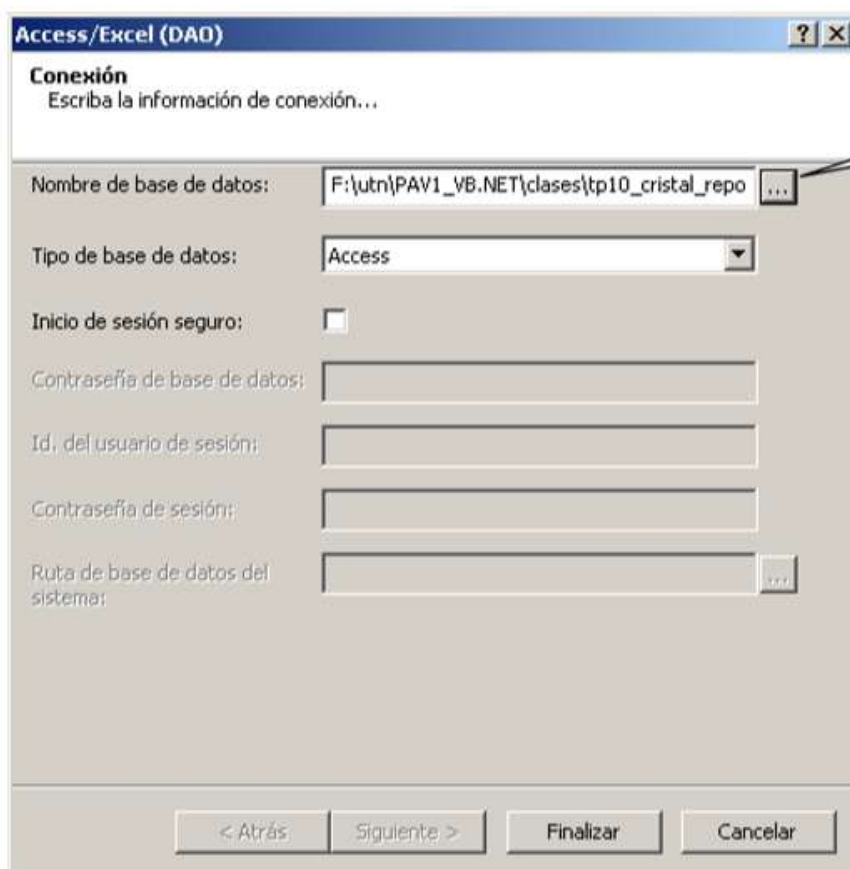 Access/Excel (DAO)
Conexión
Escriba la información de conexión...
Nombre de base de datos: F:\utn\PAV1_VB.NET\clases\tp10_cristal_repo ...
Tipo de base de datos: Access
Inicio de sesión seguro:
Contraseña de base de datos:
Id. del usuario de sesión:
Contraseña de sesión:
Ruta de base de datos del ...
sistema:
< Atrás Siguiente > Finalizar Cancelar